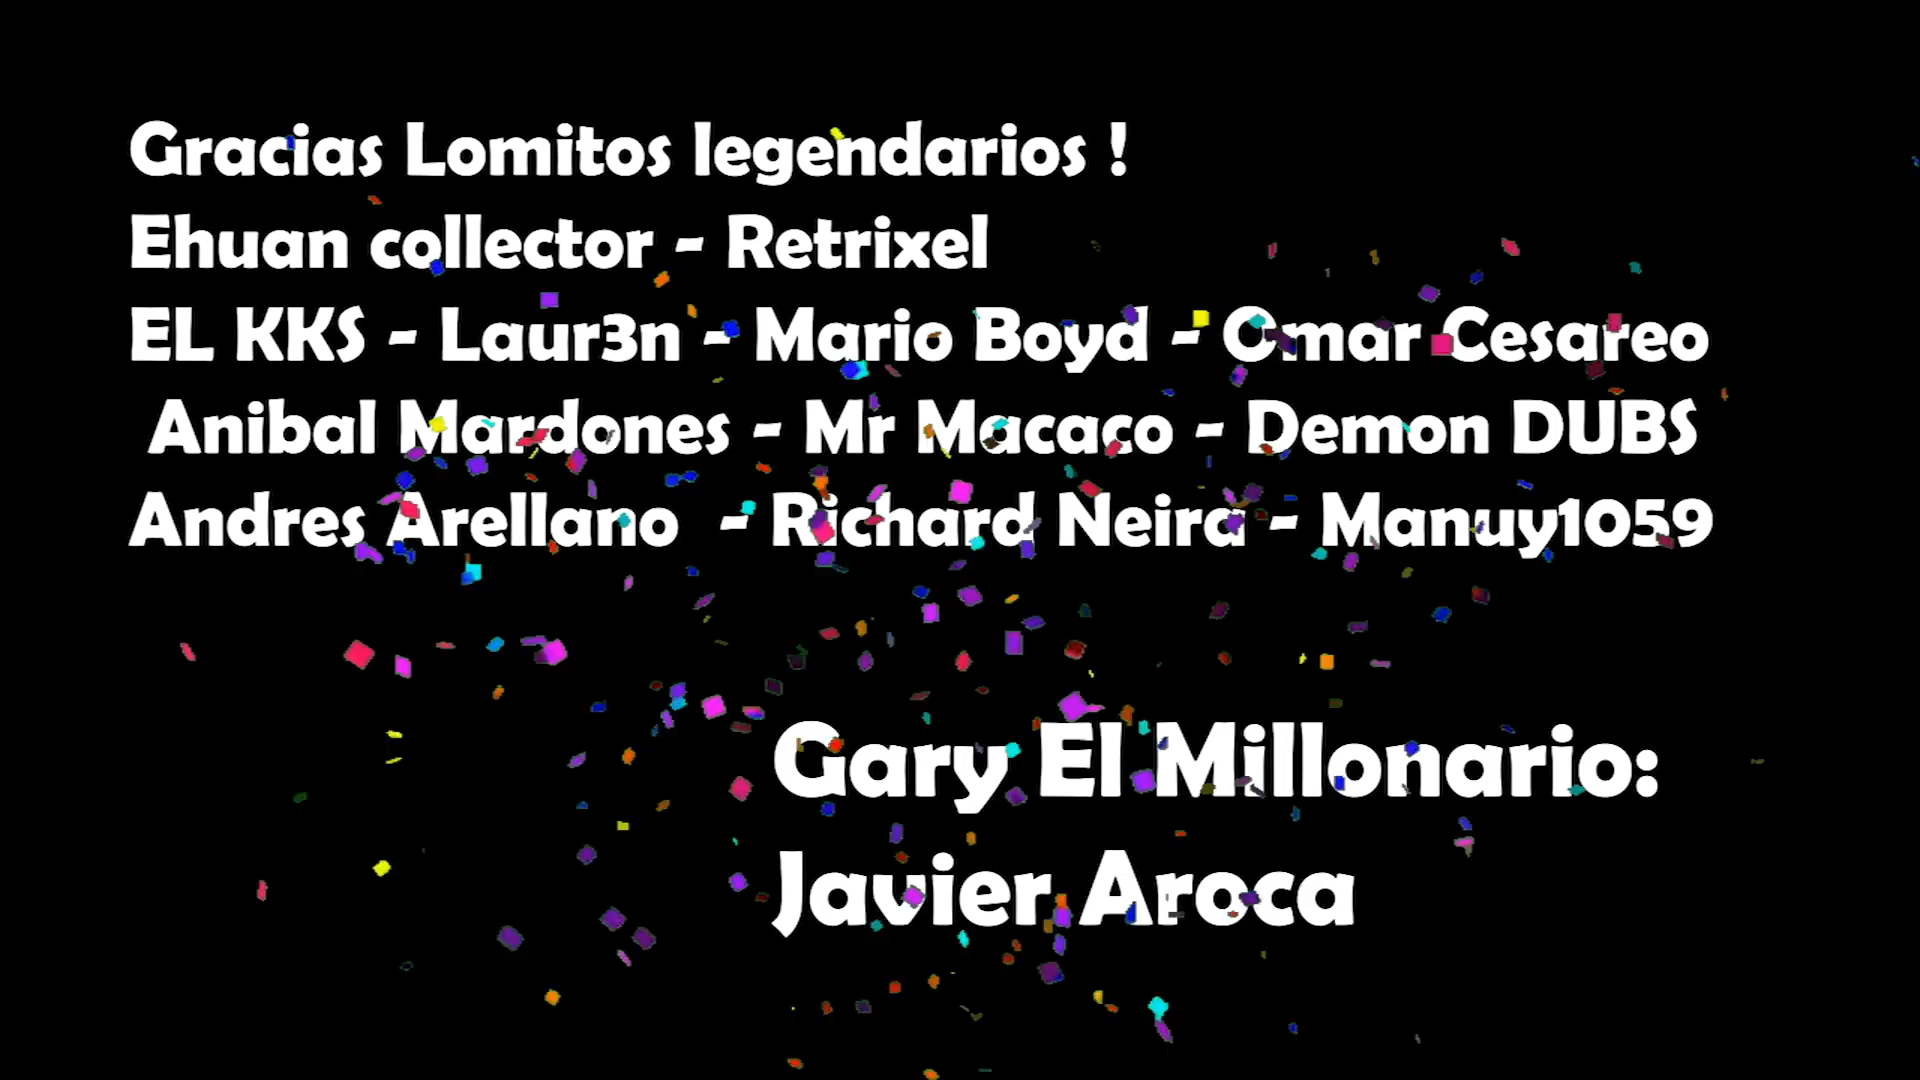 Gracias Lomitos legendarios !
Ehuan collector - Retrixel
EL KKS - Laur3n - Mario Boyd - Omar Cesareo
Anibal Mardones - Mr Macaco - Demon DUBS
Andres Arellano - Richard Neira - Manuy1059
Gary El Millonario:
Javier Aroca